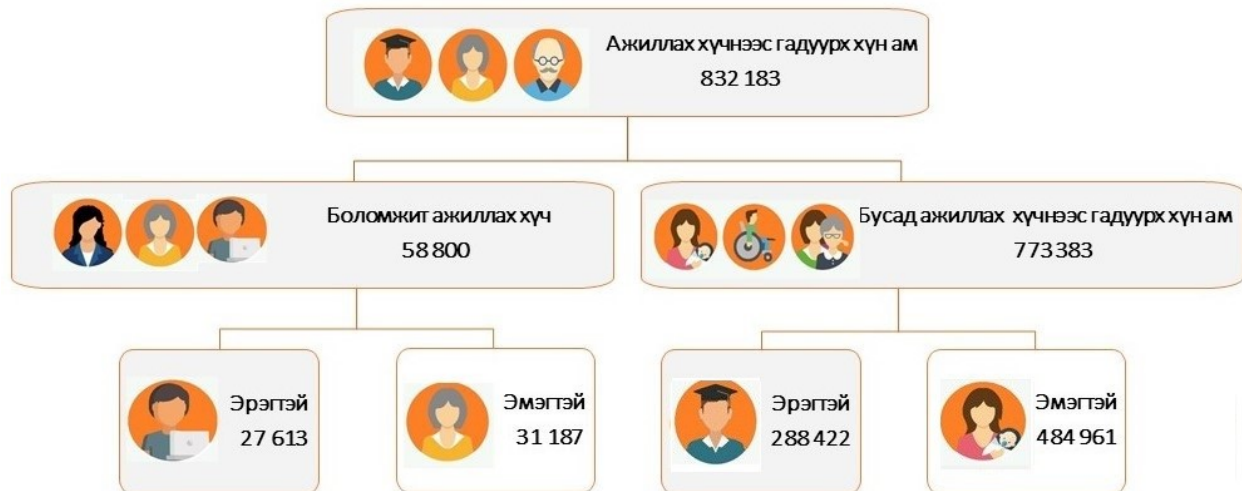 Ажиллах хүчнээс гадуурх хүн ам
832 183
Боломжит ажиллах хүч
58 800
Бусад ажиллах хүчнээс гадуурх хүн ам
773 383
Эрэгтэй
27 613
Эмэгтэй
31 187
Эрэгтэй
288 422
Эмэгтэй
484 961